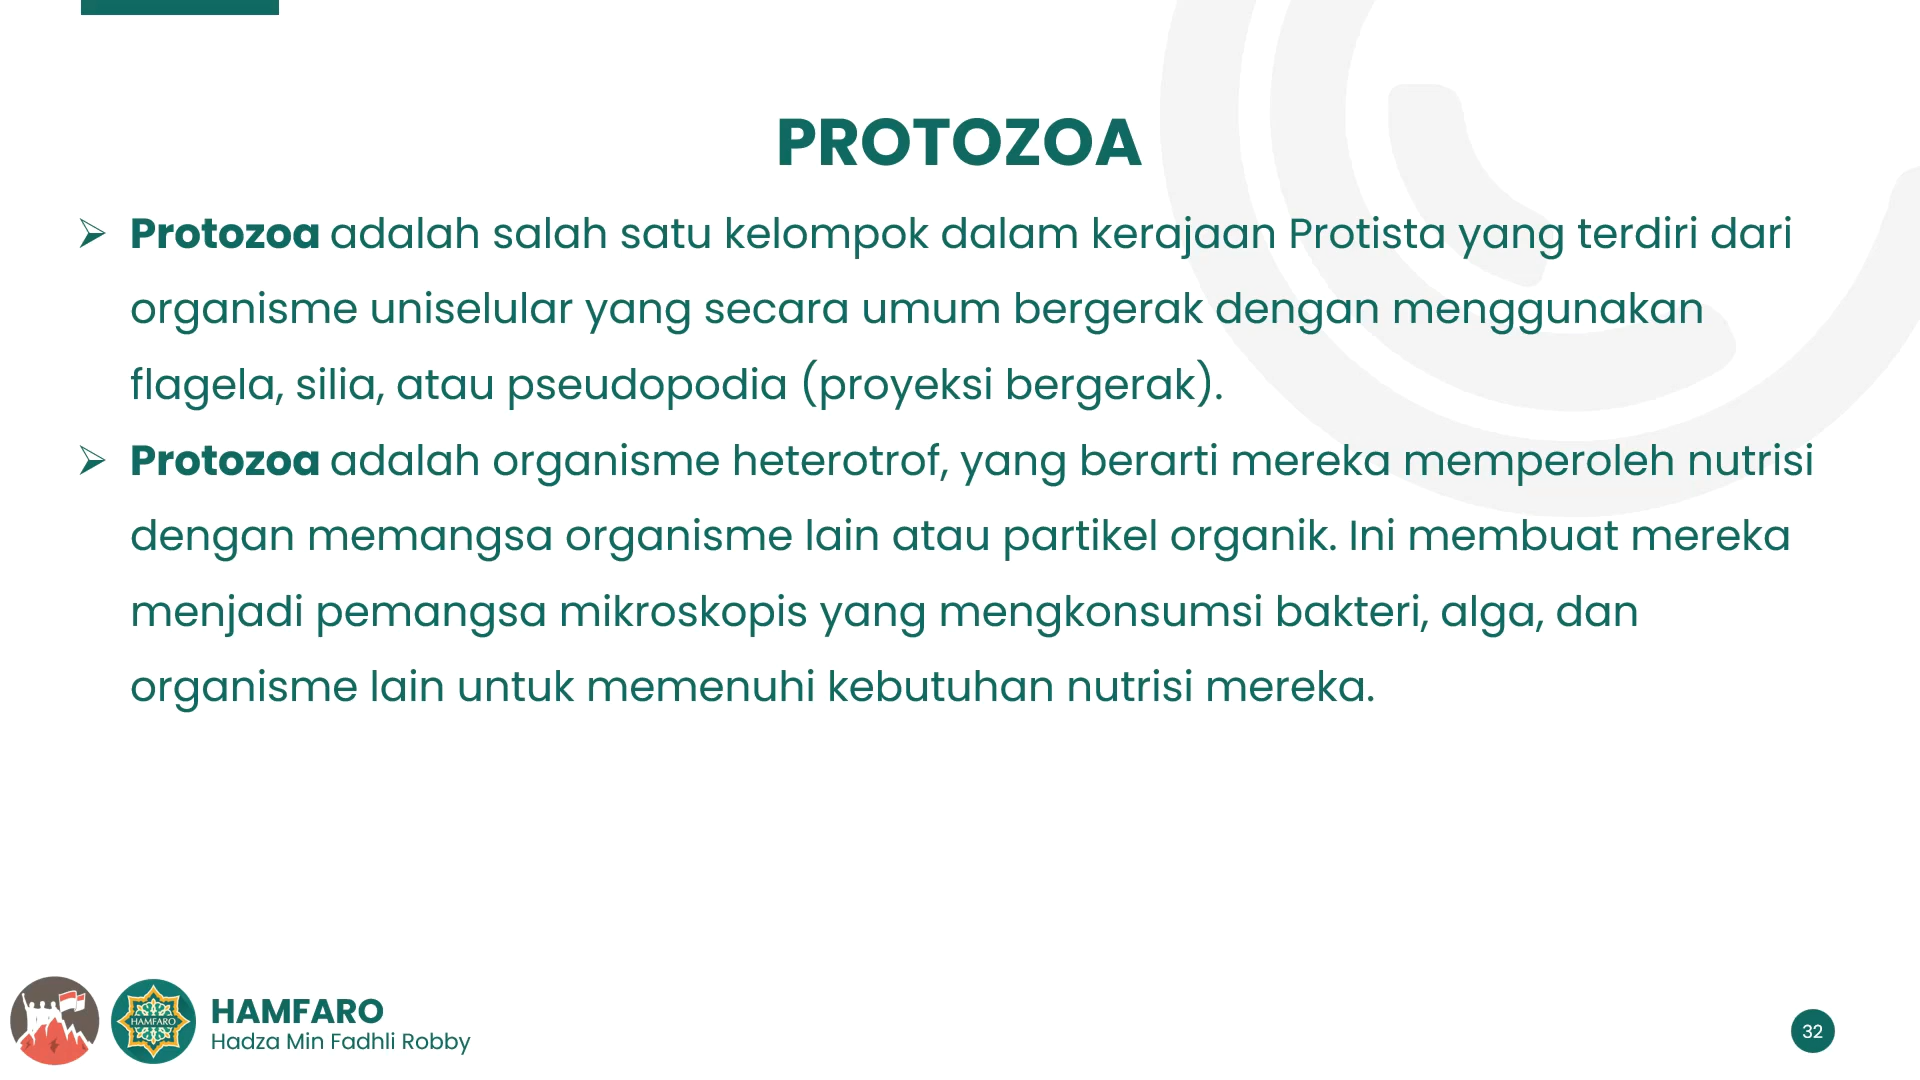 PROTOZOA
➢ Protozoa adalah salah satu kelompok dalam kerajaan Protista yang terdiri dari
organisme uniselular yang secara umum bergerak dengan menggunakan
flagela, silia, atau pseudopodia (proyeksi bergerak).
➢ Protozoa adalah organisme heterotrof, yang berarti mereka memperoleh nutrisi
dengan memangsa organisme lain atau partikel organik. Ini membuat mereka
menjadi pemangsa mikroskopis yang mengkonsumsi bakteri, alga, dan
organisme lain untuk memenuhi kebutuhan nutrisi mereka.
HAMFARO
HAMFARO
Hadza Min Fadhli Robby
32